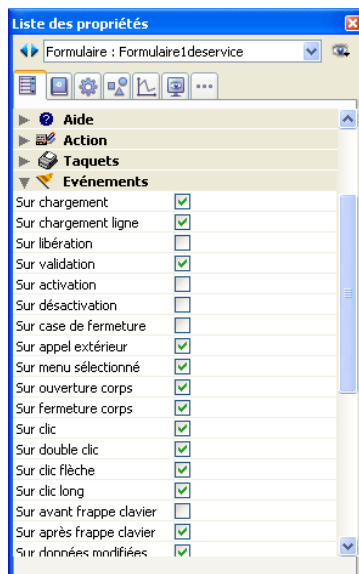 Liste des propriétés
Formulaire : Formulaire1deservice
Aide
Action
Taquets
Evénements
Sur chargement
Sur chargement ligne
Sur libération
Sur validation
Sur activation
Sur désactivation
Sur case de fermeture
Sur appel extérieur
Sur menu sélectionné
Sur ouverture corps
Sur fermeture corps
Sur clic
Sur double clic
Sur clic flèche
Sur clic long
Sur avant frappe clavier
Sur après frappe clavier
Sur données modifiées